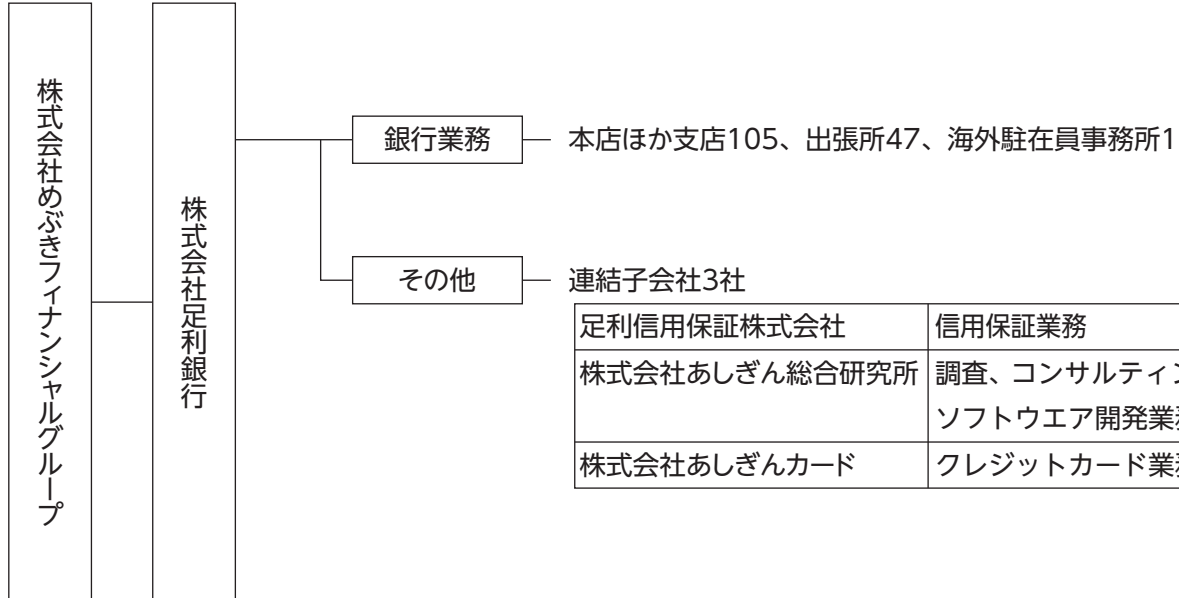 株式会社めぶきフィナンシャルグループ
株式会社足利銀行
銀行業務
本店ほか支店105、出張所47、海外駐在員事務所1
その他
連結子会社3社
足利信用保証株式会社 信用保証業務
株式会社あしぎん総合研究所 調査、コンサルティン
ソフトウエア開発業
株式会社あしぎんカード クレジットカード業